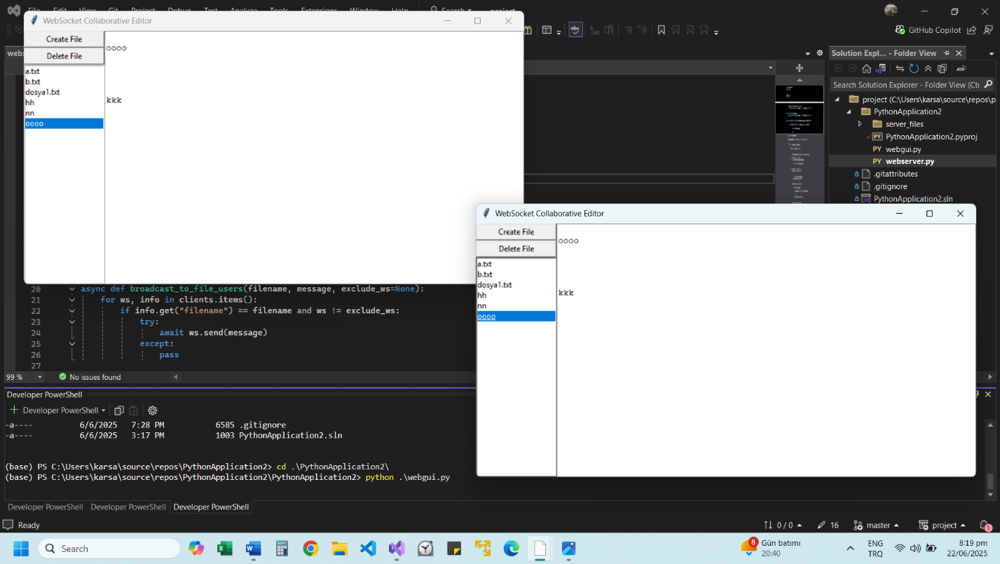 File Edit View Git Project Debug Test Analyze Tools Extensions Window Help Search project
WebSocket Collaborative Editor
GitHub Copilot
Create File
Delete File
a.txt
b.txt
dosya1.txt
hh
nn
oooo
oooo
kkk
webs
Solution Expl... - Folder View
Search Solution Explorer - Folder View (Ctr
project (C:\Users\karsa\source\repos\p
PythonApplication2
server_files
PY PythonApplication2.pyproj
PY webgui.py
PY webserver.py
.gitattributes
.gitignore
PythonApplication2.sln
WebSocket Collaborative Editor
Create File
Delete File
a.txt
b.txt
dosya1.txt
hh
nn
oooo
oooo
kkk
20 async def broadcast_to_file_users(filename, message, exclude_ws=None):
21 for ws, info in clients.items():
22 if info.get("filename") == filename and ws != exclude_ws:
23 try:
24 await ws.send(message)
25 except:
26 pass
27
99 % No issues found
Developer PowerShell
Developer PowerShell
-a---- 6/6/2025 7:28 PM 6585 .gitignore
-a---- 6/6/2025 3:17 PM 1003 PythonApplication2.sln
(base) PS C:\Users\karsa\source\repos\PythonApplication2> cd .\PythonApplication2\
(base) PS C:\Users\karsa\source\repos\PythonApplication2\PythonApplication2> python .\webgui.py
Developer PowerShell Developer PowerShell Developer PowerShell
Ready 0 / 0 16 master project 1
Search
8 Gün batımı
20:40
ENG
TRQ
8:19 pm
22/06/2025